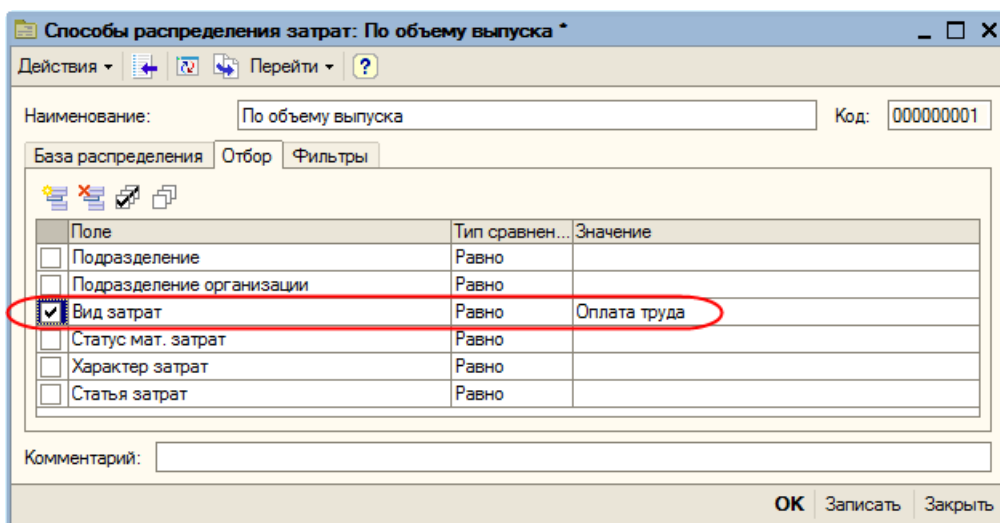 Способы распределения затрат: По объему выпуска *
Действия Перейти ?
Наименование: По объему выпуска Код: 000000001
База распределения Отбор Фильтры
Поле Тип сравнен... Значение
Подразделение Равно
Подразделение организации Равно
Вид затрат Равно Оплата труда
Статус мат. затрат Равно
Характер затрат Равно
Статья затрат Равно
Комментарий:
OK Записать Закрыть